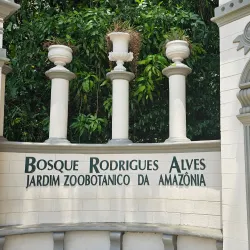 BOSQUE RODRIGUES ALVES
JARDIM ZOOBOTANICO DA AMAZÔNIA